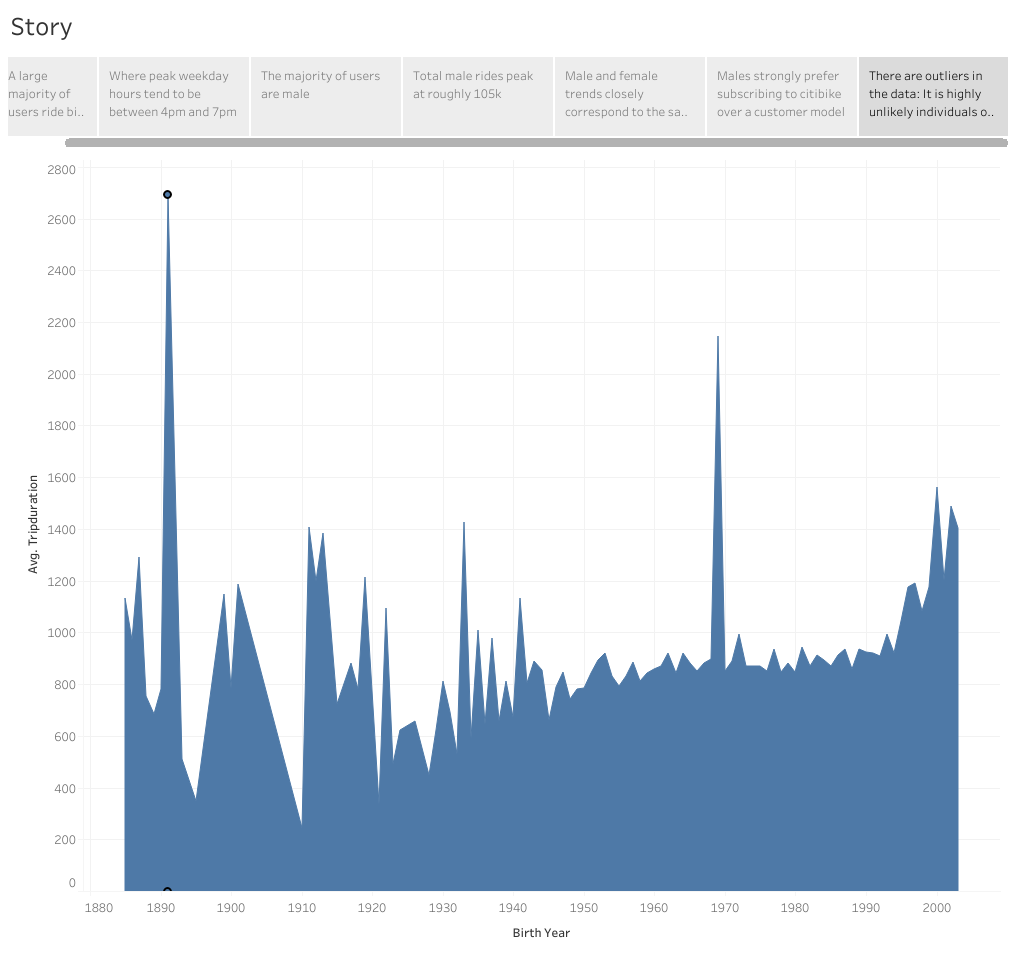 Story
A large
majority of
users ride bi..
Where peak weekday
hours tend to be
between 4pm and 7pm
The majority of users
are male
Total male rides peak
at roughly 105k
Male and female
trends closely
correspond to the sa..
Males strongly prefer
subscribing to citibike
over a customer model
There are outliers in
the data: It is highly
unlikely individuals o..
2800
2600
2400
2200
2000
1800
1600
1400
1200
1000
800
600
400
200
0
Avg. Tripduration
1880 1890 1900 1910 1920 1930 1940 1950 1960 1970 1980 1990 2000
Birth Year